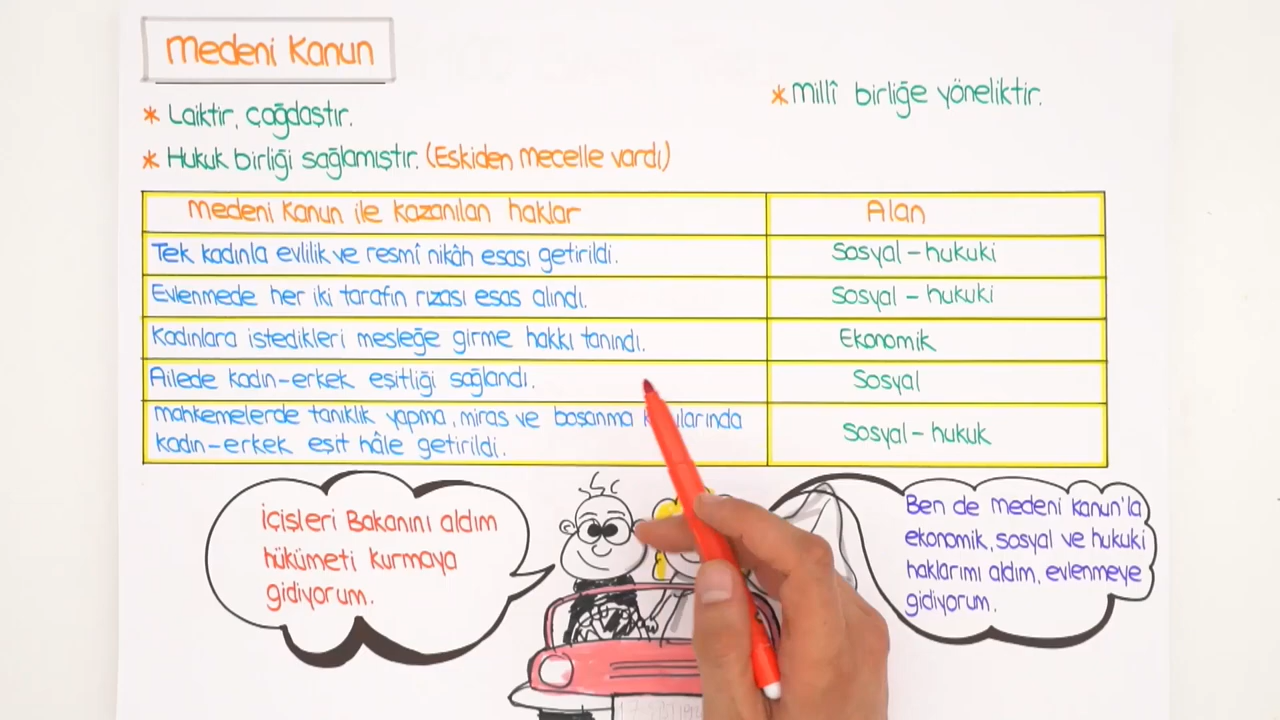 Medeni Kanun
* Laiktir, çağdaştır.
* Millî birliğe yöneliktir.
* Hukuk birliği sağlamıştır. (Eskiden mecelle vardı)
Medeni Kanun ile kazanılan haklar Alan
Tek kadınla evlilik ve resmî nikâh esası getirildi. Sosyal - hukuki
Evlenmede her iki tarafın rızası esas alındı. Sosyal - hukuki
Kadınlara istedikleri mesleğe girme hakkı tanındı. Ekonomik
Ailede kadın-erkek eşitliği sağlandı. Sosyal
Mahkemelerde tanıklık yapma, miras ve boşanma
kadın-erkek eşit hâle getirildi. Sosyal - hukuk
İçişleri Bakanını aldım
hükümeti kurmaya
gidiyorum.
Ben de medeni kanun'la
ekonomik, sosyal ve hukuki
haklarımı aldım, evlenmeye
gidiyorum.